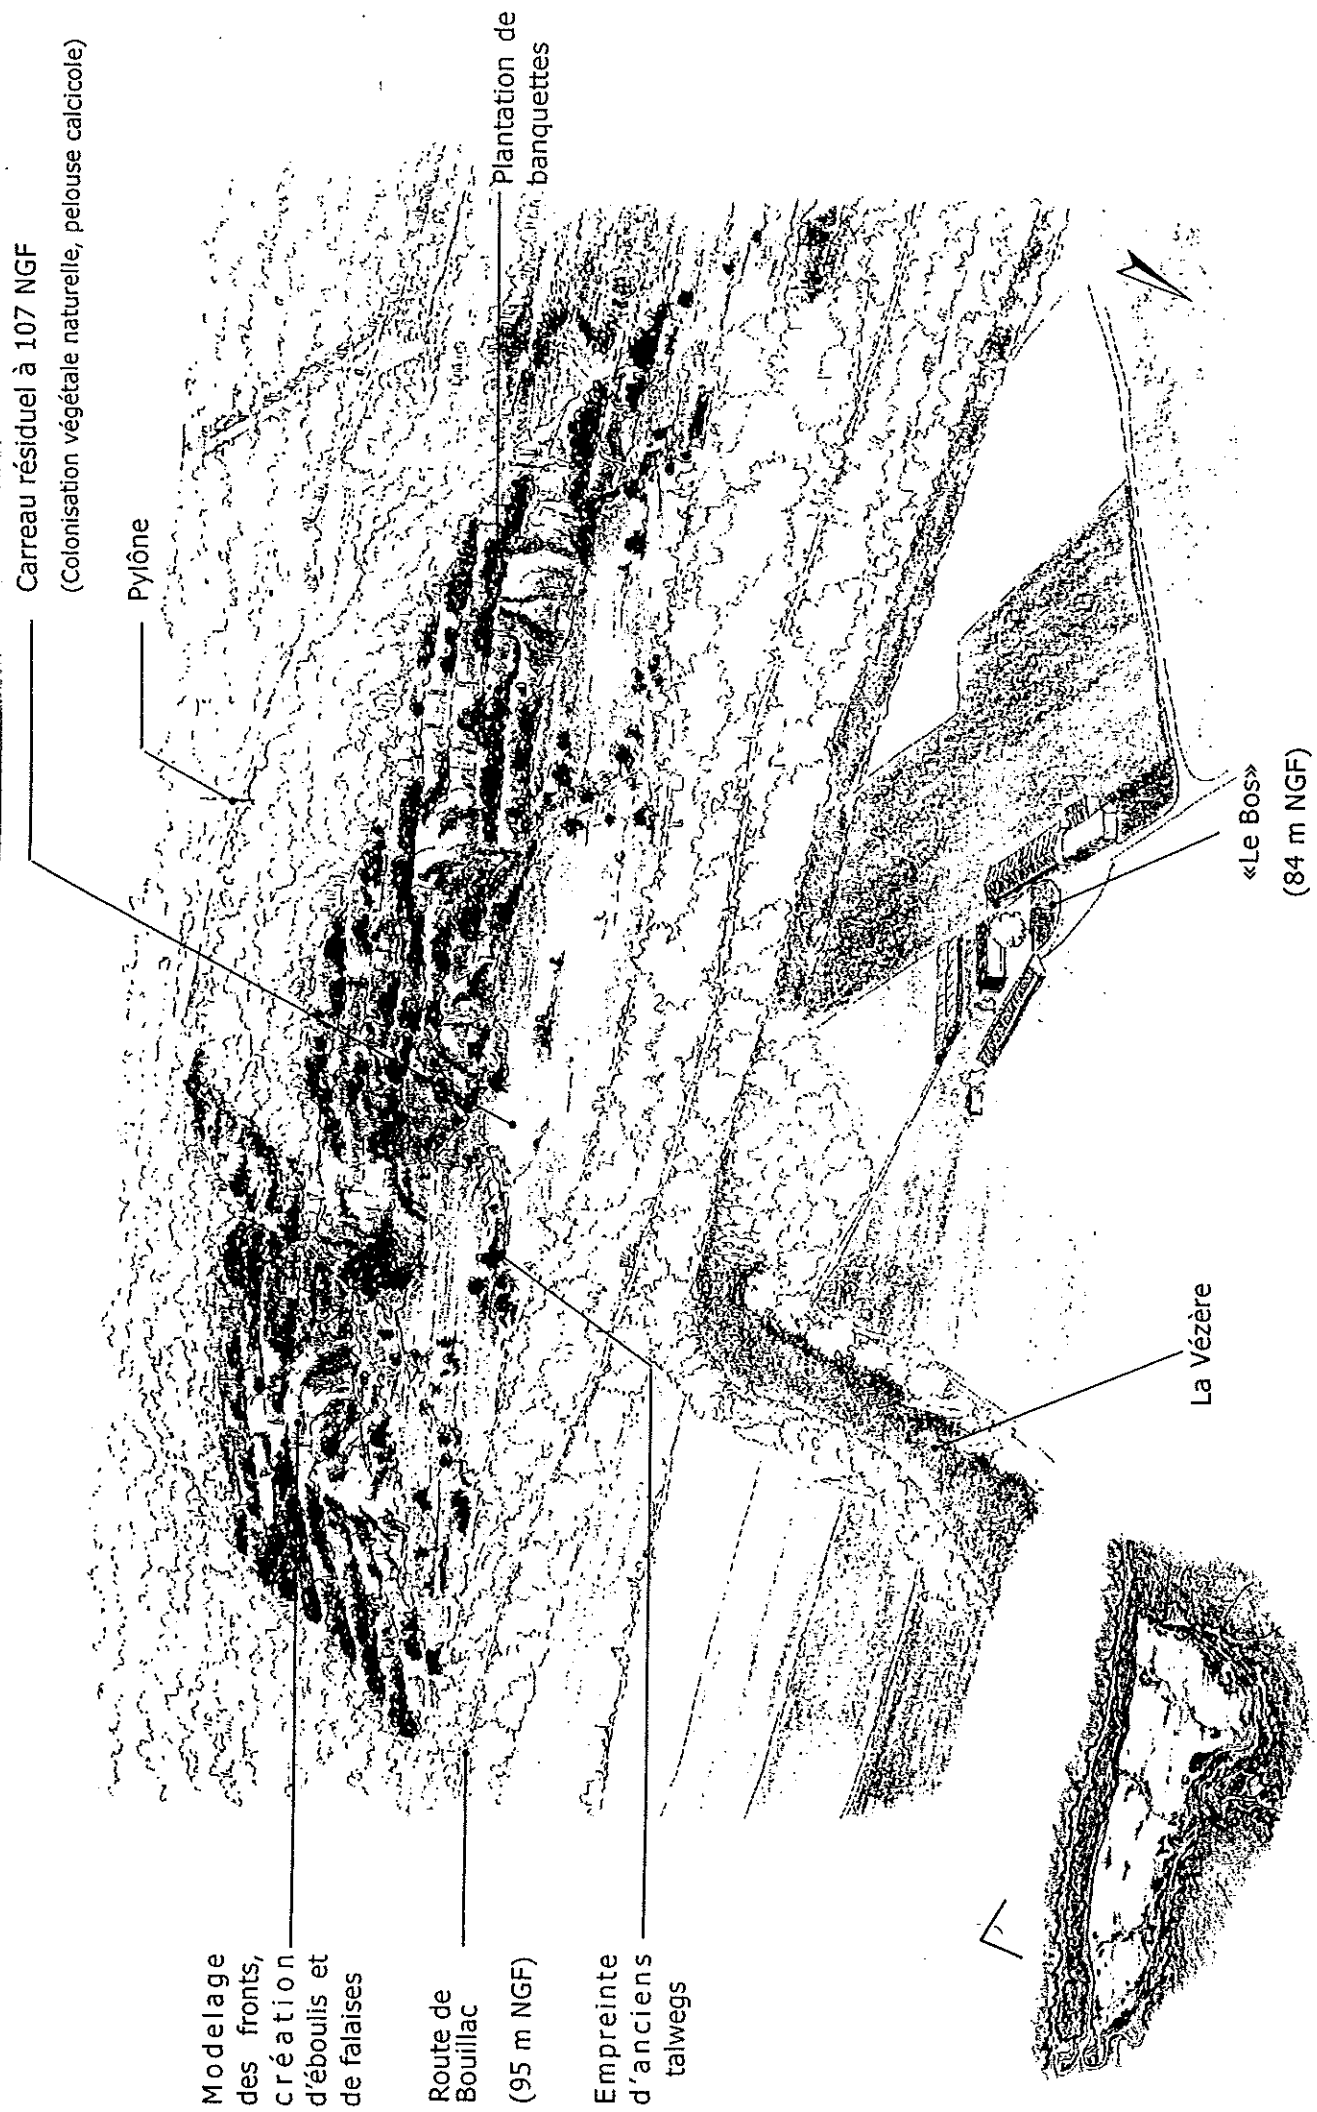 Carreau résiduel à 107 NGF
(Colonisation végétale naturelle, pelouse calcicole)
Pylône
Plantation de
banquettes
Modelage
des fronts,
création
d'éboulis et
de falaises
Route de
Bouillac
(95 m NGF)
Empreinte
d'anciens
talwegs
La Vézère
«Le Bos»
(84 m NGF)